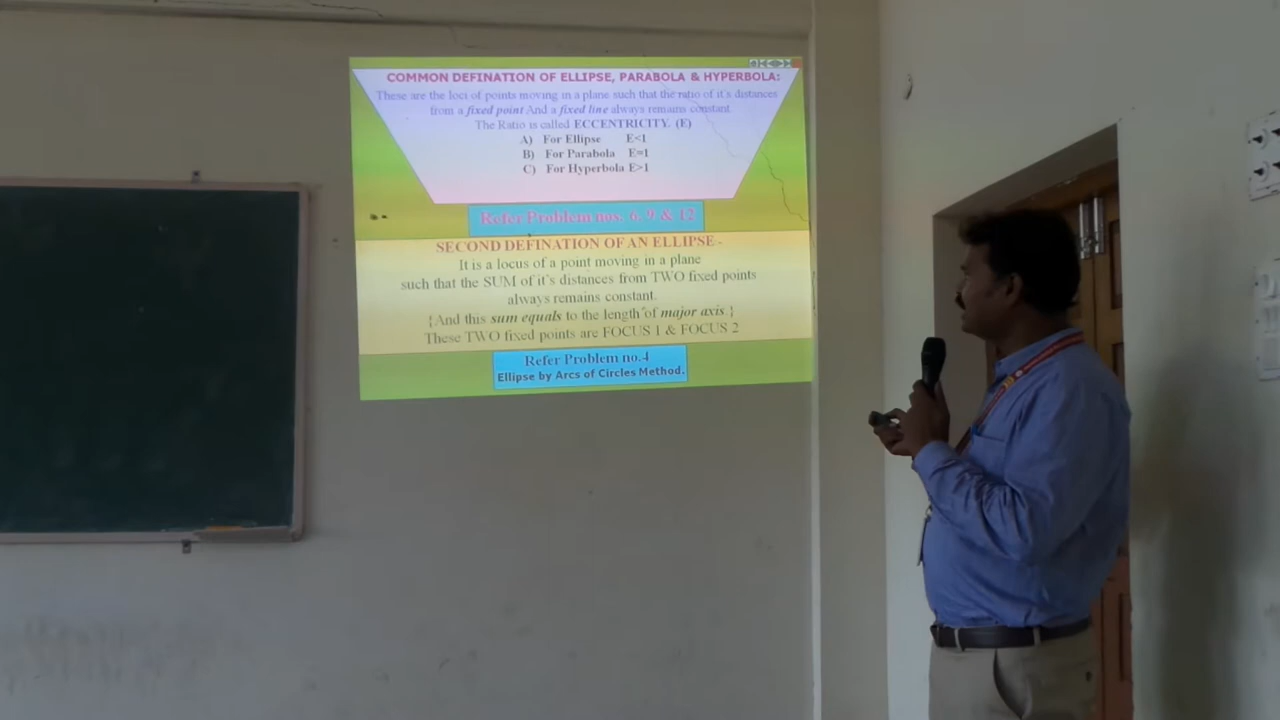 COMMON DEFINATION OF ELLIPSE, PARABOLA & HYPERBOLA:
These are the loci of points moving in a plane such that the ratio of it's distances
from a fixed point And a fixed line always remains constant.
The Ratio is called ECCENTRICITY. (E)
A) For Ellipse E<1
B) For Parabola E=1
C) For Hyperbola E>1
Refer Problem nos. 6. 9 & 12
SECOND DEFINATION OF AN ELLIPSE:-
It is a locus of a point moving in a plane
such that the SUM of it's distances from TWO fixed points
always remains constant.
{And this sum equals to the length of major axis.}
These TWO fixed points are FOCUS 1 & FOCUS 2
Refer Problem no.4
Ellipse by Arcs of Circles Method.